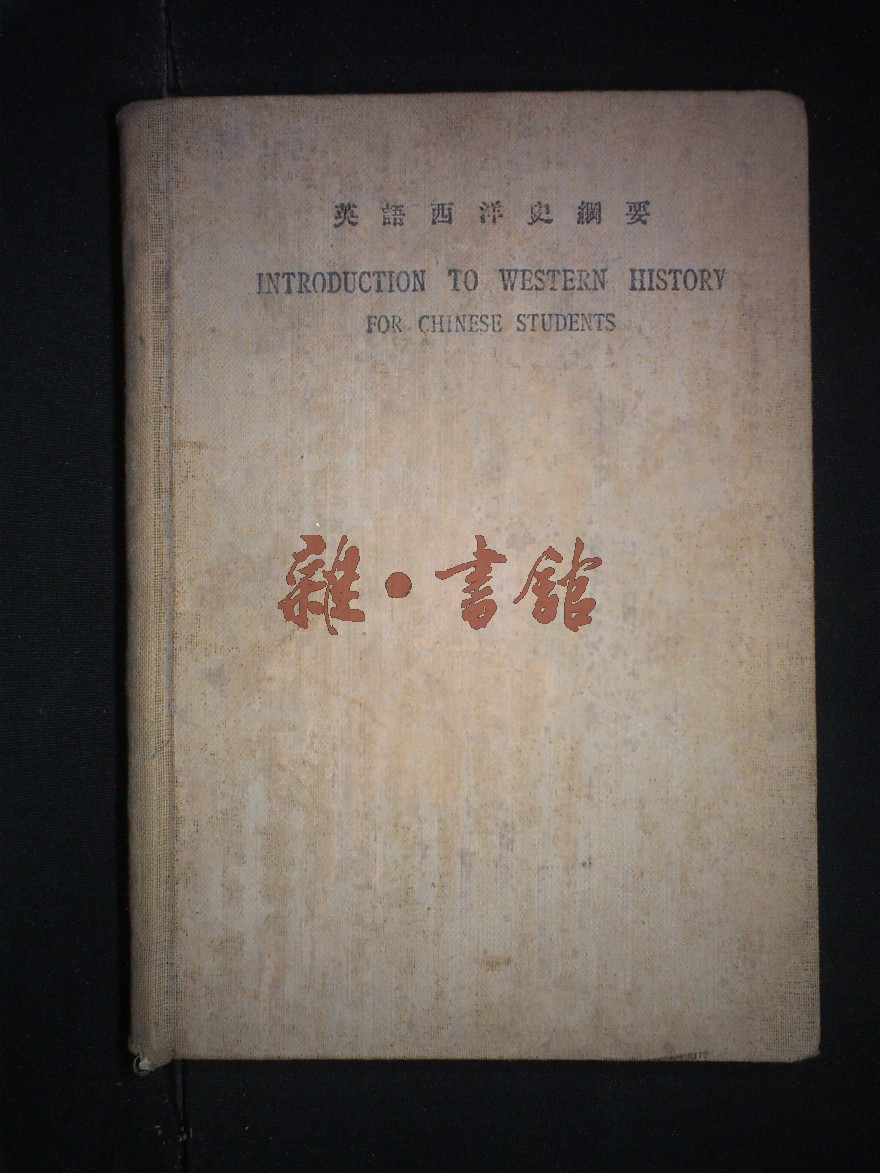 英語西洋史綱要
INTRODUCTION TO WESTERN HISTORY
FOR CHINESE STUDENTS
雜·書館